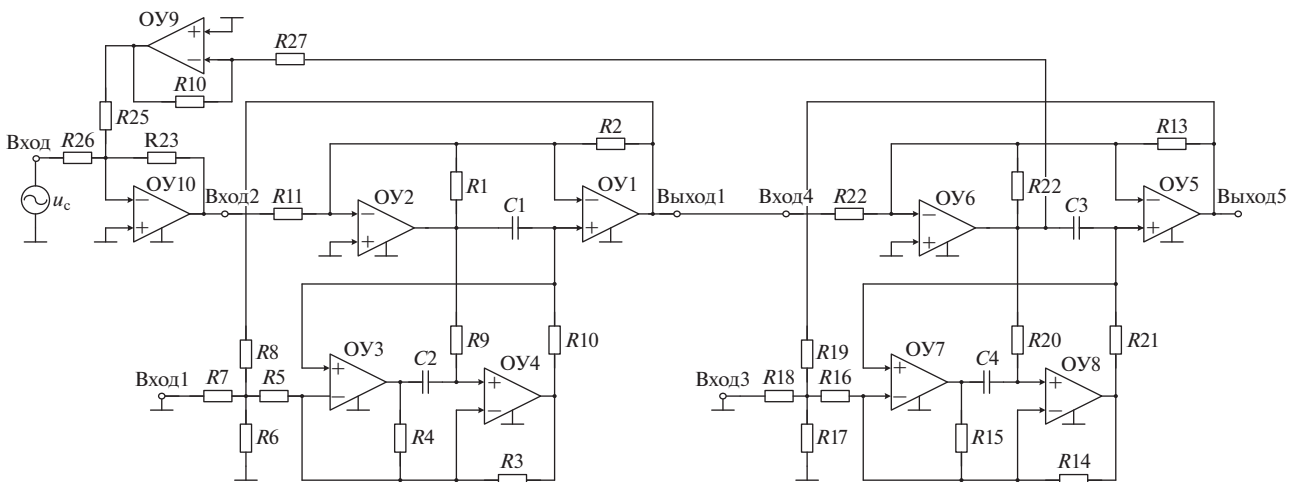 ОУ9
R27
R10
R25
R2
R13
Вход
R26
R23
R1
ОУ1
R22
ОУ5
ОУ10
Вход2
R11
ОУ2
C1
Выход1
Вход4
R22
ОУ6
C3
Выход5
uс
R8
ОУ3
C2
R9
ОУ4
R10
R19
ОУ7
C4
R20
ОУ8
R21
Вход1
R7
R5
Вход3
R18
R16
R6
R4
R3
R17
R15
R14
+
−
−
+
−
+
−
+
−
+
−
+
+
−
+
−
+
−
+
−